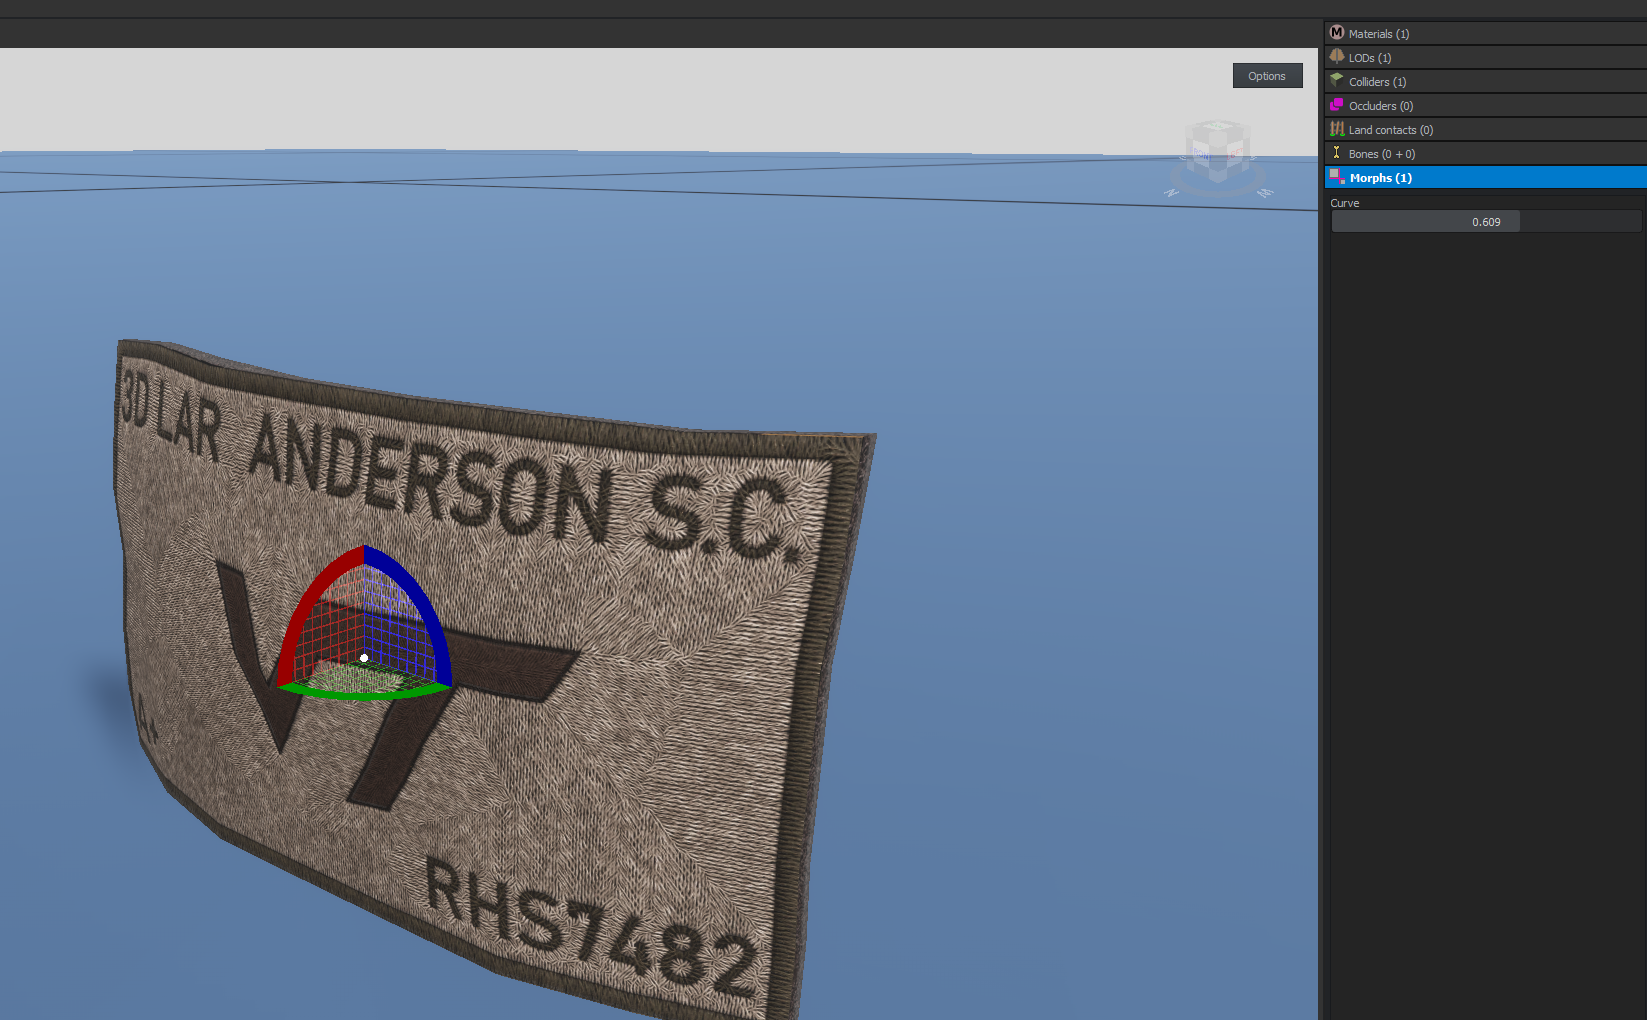 Options
Materials (1)
LODs (1)
Colliders (1)
Occluders (0)
Land contacts (0)
Bones (0 + 0)
Morphs (1)
Curve
0.609
3D LAR ANDERSON S.C.
A+
RHS7482